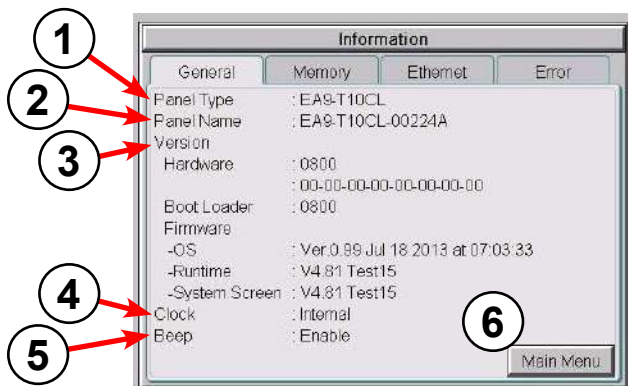 Information
General Memory Ethernet Error
1 Panel Type : EA9-T10CL
2 Panel Name : EA9-T10CL-00224A
3 Version
Hardware : 0800
: 00-00-00-00-00-00-00-00
Boot Loader : 0800
Firmware
-OS : Ver.0.99 Jul 18 2013 at 07:03:33
-Runtime : V4.81 Test15
-System Screen : V4.81 Test15
4 Clock : Internal
5 Beep : Enable
6
Main Menu